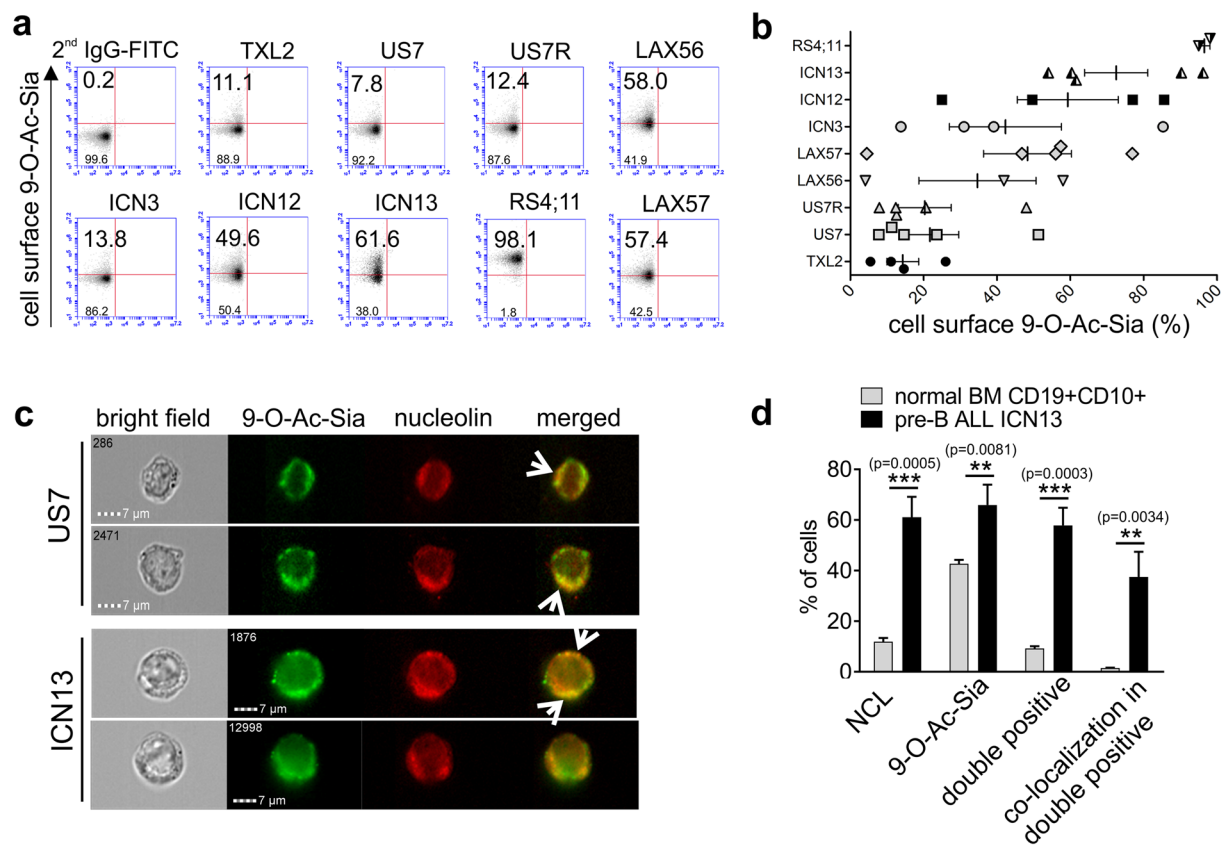 a
2nd IgG-FITC TXL2 US7 US7R LAX56
0.2 11.1 7.8 12.4 58.0
99.6 88.9 92.2 87.6 41.9
ICN3 ICN12 ICN13 RS4;11 LAX57
13.8 49.6 61.6 98.1 57.4
86.2 50.4 38.0 1.8 42.5
cell surface 9-O-Ac-Sia
b
RS4;11
ICN13
ICN12
ICN3
LAX57
LAX56
US7R
US7
TXL2
0 20 40 60 80 100
cell surface 9-O-Ac-Sia (%)
c
bright field 9-O-Ac-Sia nucleolin merged
US7
286
7 µm
2471
7 µm
ICN13
1876
7 µm
12998
7 µm
d
normal BM CD19+CD10+
pre-B ALL ICN13
(p=0.0005) (p=0.0081) (p=0.0003) (p=0.0034)
*** ** *** **
% of cells
80
60
40
20
0
NCL
9-O-Ac-Sia
double positive
co-localization in
double positive